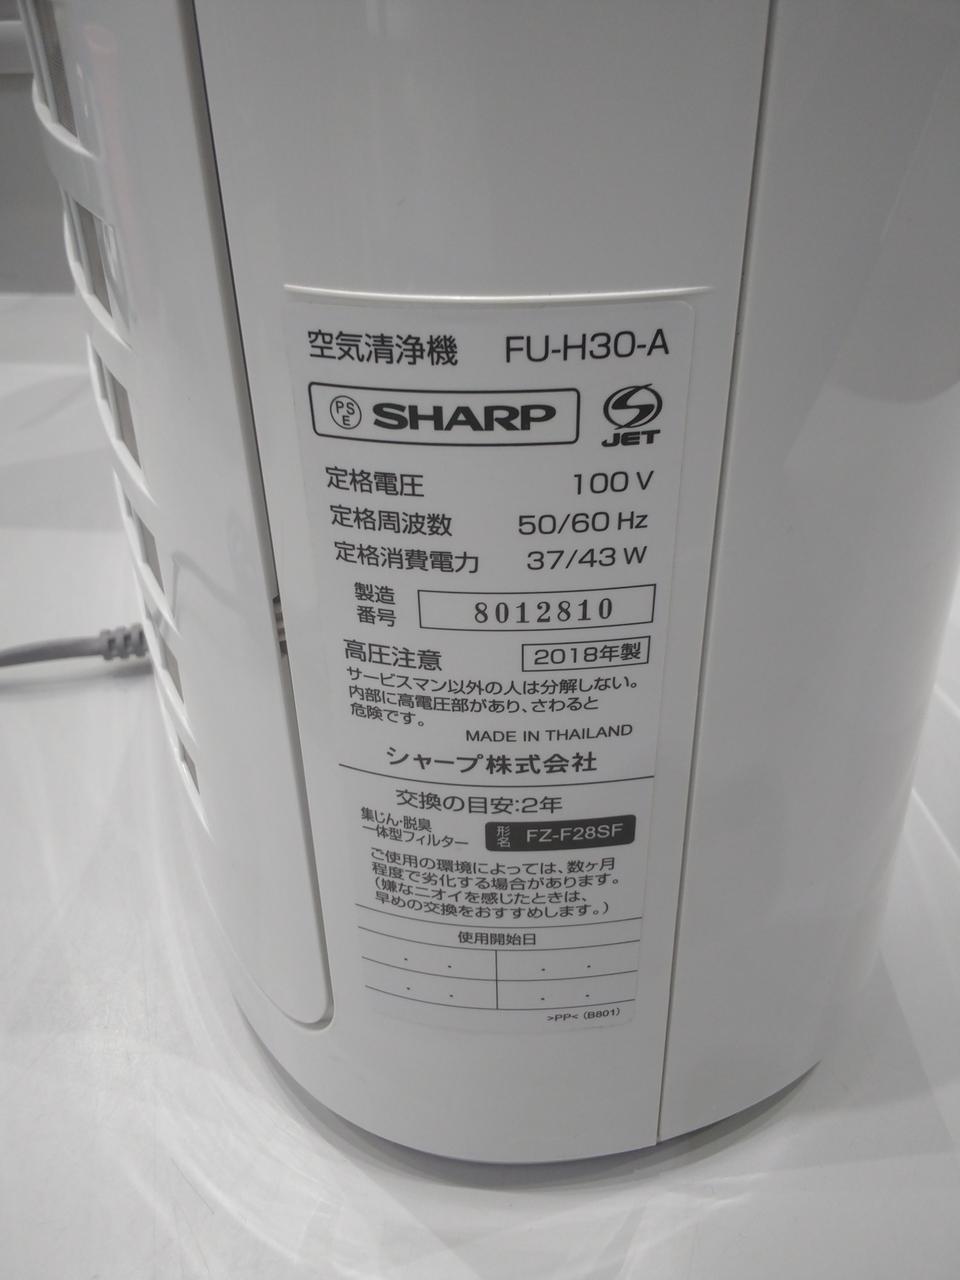 空気清浄機 FU-H30-A
PS E SHARP JET
定格電圧 100 V
定格周波数 50/60 Hz
定格消費電力 37/43 W
製造番号 8012810
高圧注意 2018年製
サービスマン以外の人は分解しない。
内部に高電圧部があり、さわると
危険です。
MADE IN THAILAND
シャープ株式会社
交換の目安:2年
集じん・脱臭
一体型フィルター 形名 FZ-F28SF
ご使用の環境によっては、数ヶ月
程度で劣化する場合があります。
(嫌なニオイを感じたときは、
早めの交換をおすすめします。)
使用開始日
. . . .
. . . .
>PP< (B801)